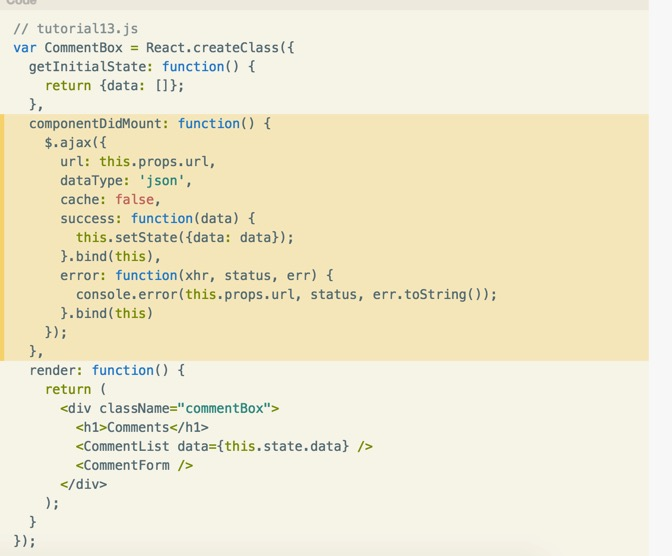 Code
// tutorial13.js
var CommentBox = React.createClass({
  getInitialState: function() {
    return {data: []};
  },
  componentDidMount: function() {
    $.ajax({
      url: this.props.url,
      dataType: 'json',
      cache: false,
      success: function(data) {
        this.setState({data: data});
      }.bind(this),
      error: function(xhr, status, err) {
        console.error(this.props.url, status, err.toString());
      }.bind(this)
    });
  },
  render: function() {
    return (
      <div className="commentBox">
        <h1>Comments</h1>
        <CommentList data={this.state.data} />
        <CommentForm />
      </div>
    );
  }
});